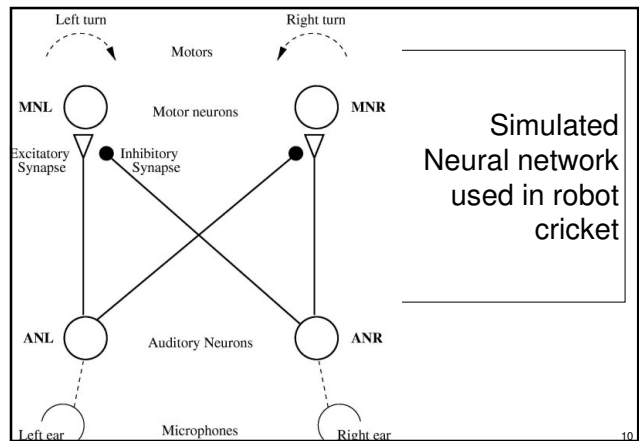 Left turn
Right turn
Motors
MNL
Motor neurons
MNR
Excitatory
Synapse
Inhibitory
Synapse
ANL
Auditory Neurons
ANR
Left ear
Microphones
Right ear
Simulated
Neural network
used in robot
cricket
10